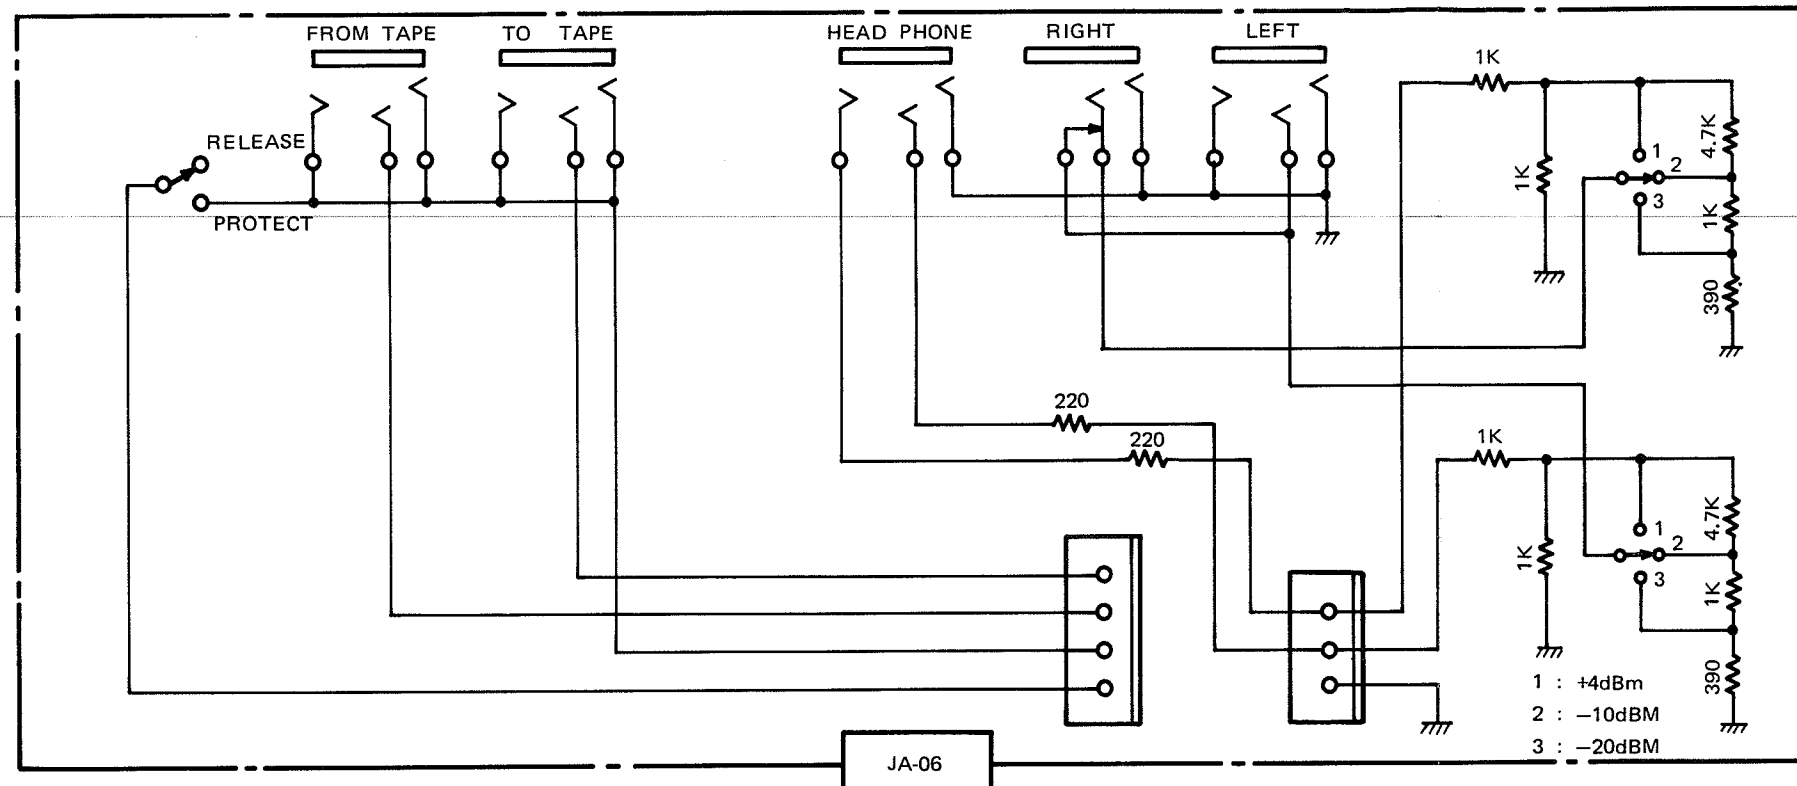 FROM TAPE
TO TAPE
HEAD PHONE
RIGHT
LEFT
1K
4.7K
RELEASE
1
2
1K
3
1K
PROTECT
390
220
220
1K
4.7K
1
2
1K
3
1K
390
1 : +4dBm
2 : −10dBM
3 : −20dBM
JA-06